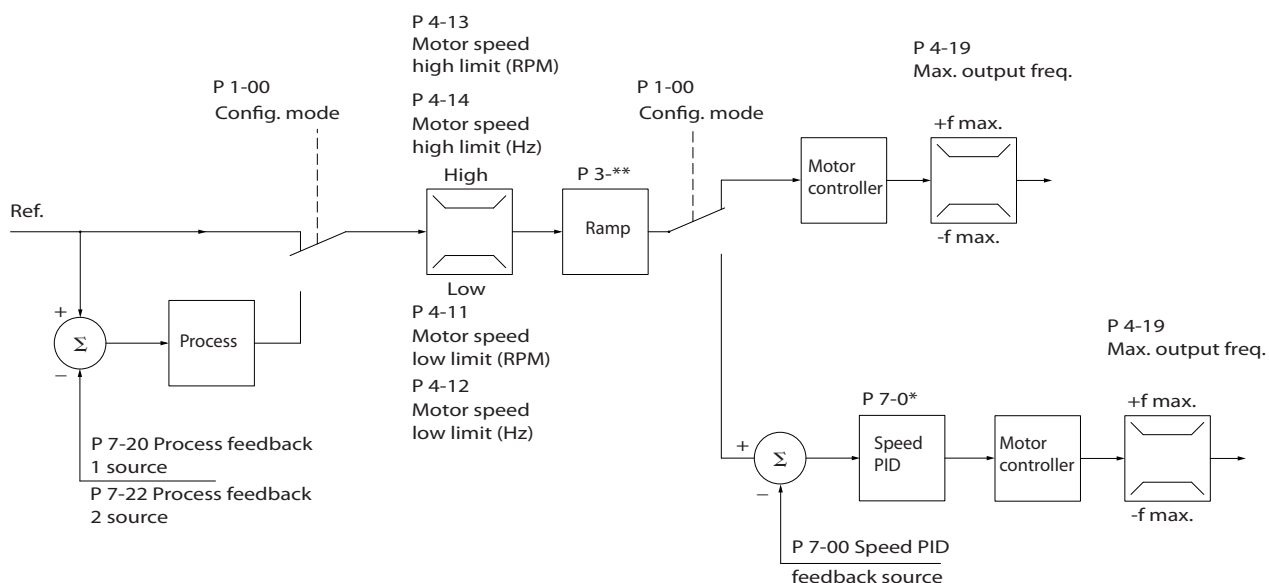 P 4-13
Motor speed
high limit (RPM)
P 4-14
Motor speed
high limit (Hz)
P 4-19
Max. output freq.
P 1-00
Config. mode
P 1-00
Config. mode
High
P 3-**
+f max.
Motor
controller
Ref.
Ramp
-f max.
Low
+
Σ
−
Process
P 4-11
Motor speed
low limit (RPM)
P 4-12
Motor speed
low limit (Hz)
P 4-19
Max. output freq.
P 7-20 Process feedback
1 source
P 7-22 Process feedback
2 source
P 7-0*
+f max.
+
Σ
−
Speed
PID
Motor
controller
-f max.
P 7-00 Speed PID
feedback source